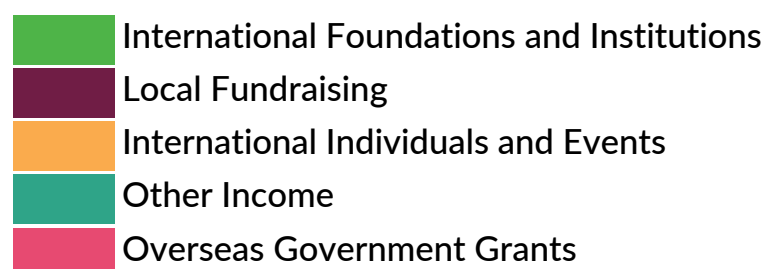 International Foundations and Institutions
Local Fundraising
International Individuals and Events
Other Income
Overseas Government Grants